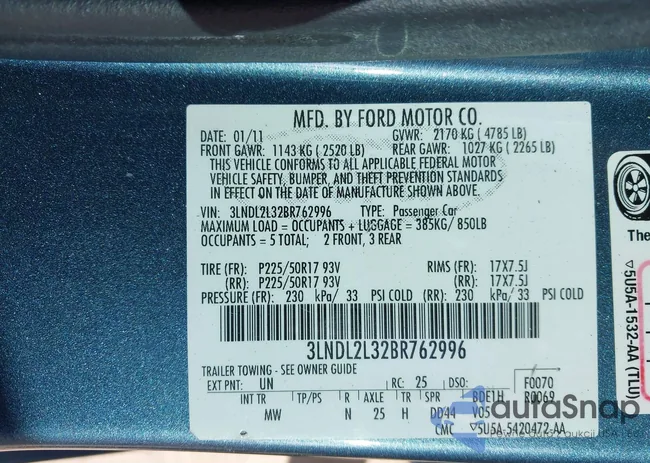 MFD. BY FORD MOTOR CO.
DATE: 01/11 GVWR: 2170 KG ( 4785 LB)
FRONT GAWR: 1143 KG ( 2520 LB) REAR GAWR: 1027 KG ( 2265 LB)
THIS VEHICLE CONFORMS TO ALL APPLICABLE FEDERAL MOTOR
VEHICLE SAFETY, BUMPER, AND THEFT PREVENTION STANDARDS
IN EFFECT ON THE DATE OF MANUFACTURE SHOWN ABOVE.
VIN: 3LNDL2L32BR762996 TYPE: Passenger Car
MAXIMUM LOAD = OCCUPANTS + LUGGAGE = 385KG/ 850LB
OCCUPANTS = 5 TOTAL; 2 FRONT, 3 REAR
TIRE (FR): P225/50R17 93V RIMS (FR): 17X7.5J
(RR): P225/50R17 93V (RR): 17X7.5J
PRESSURE (FR): 230 kPa/ 33 PSI COLD (RR): 230 kPa/ 33 PSI COLD
3LNDL2L32BR762996
TRAILER TOWING - SEE OWNER GUIDE
EXT PNT: UN RC: 25 DSO: F0070
R0069
INT TR TP/PS R AXLE TR SPR BDE1H
MW N 25 H DD44 V05
CMC 5U5A-5420472-AA
The
5U5A-1532-AA (TLU)
autoSnap